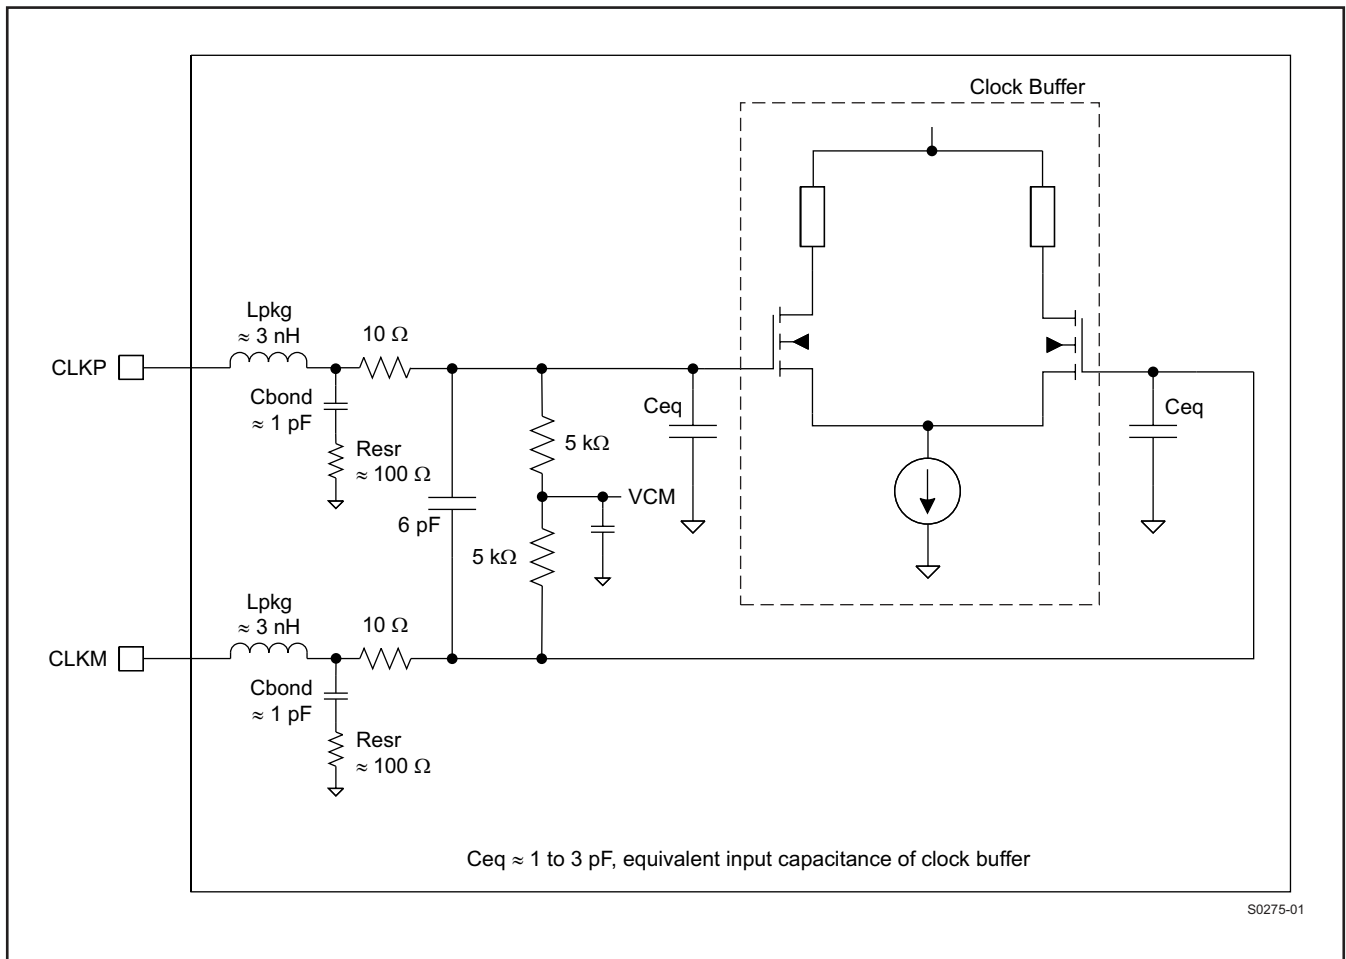 Clock Buffer
Lpkg
≈ 3 nH
10 Ω
CLKP
Cbond
≈ 1 pF
Resr
≈ 100 Ω
6 pF
5 kΩ
VCM
5 kΩ
Ceq
Ceq
Lpkg
≈ 3 nH
10 Ω
CLKM
Cbond
≈ 1 pF
Resr
≈ 100 Ω
Ceq ≈ 1 to 3 pF, equivalent input capacitance of clock buffer
S0275-01